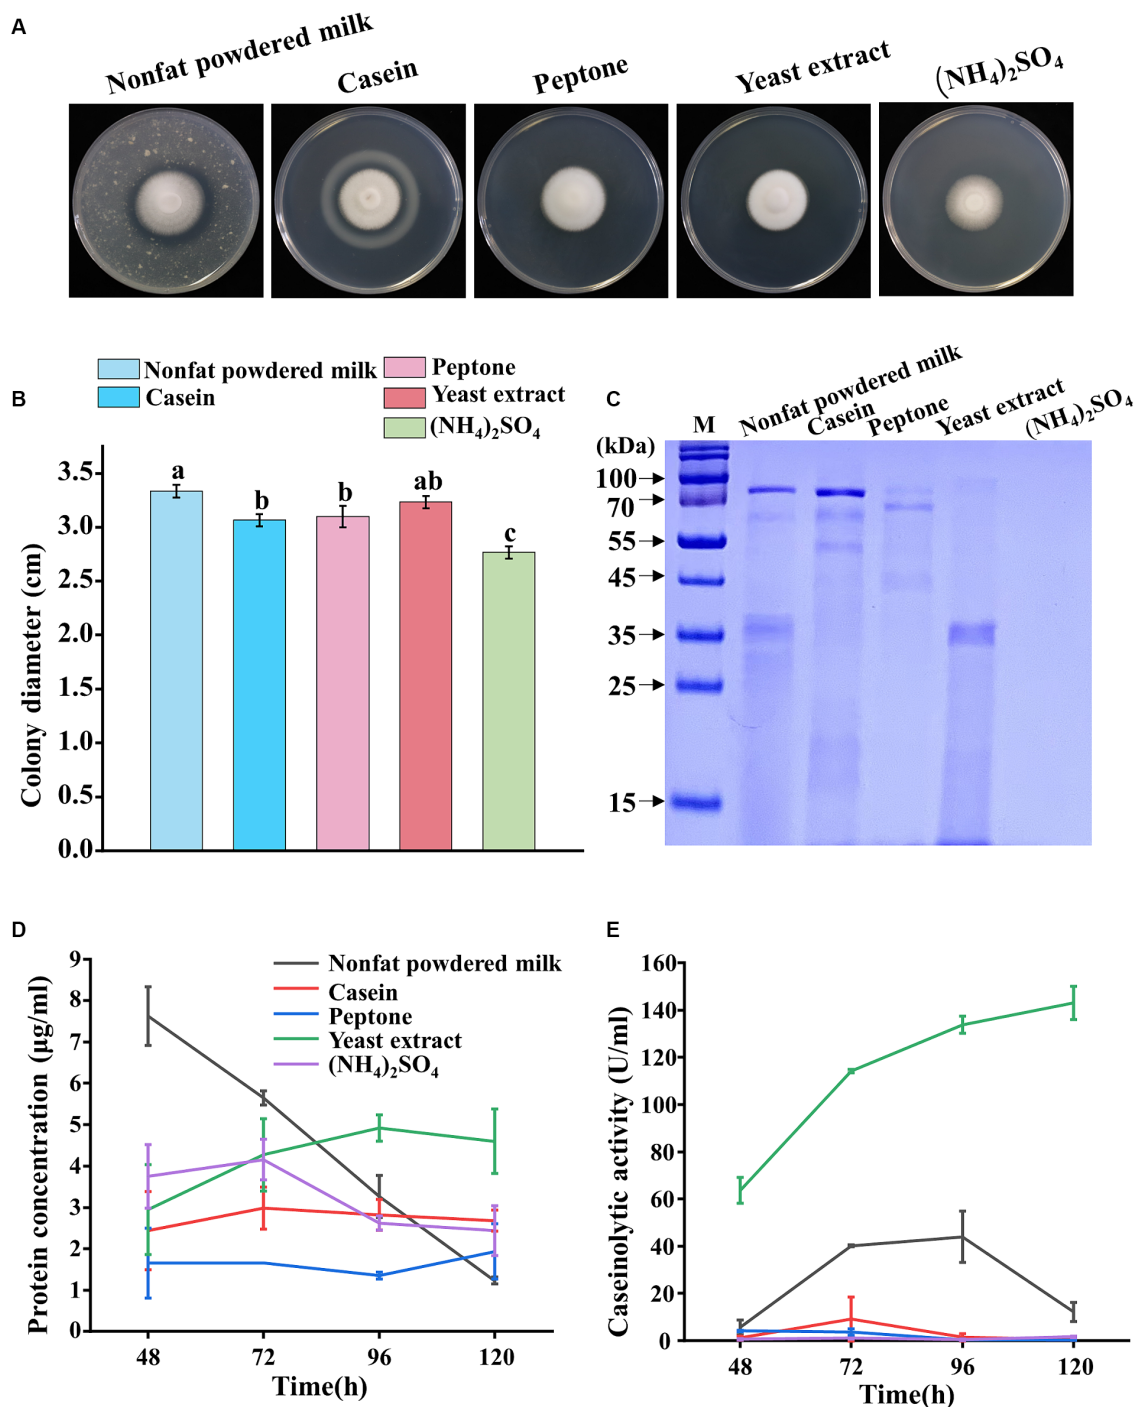 A
Nonfat powdered milk
Casein
Peptone
Yeast extract
(NH₄)₂SO₄
B
Nonfat powdered milk
Casein
Peptone
Yeast extract
(NH₄)₂SO₄
Colony diameter (cm)
3.5
3.0
2.5
2.0
1.5
1.0
0.5
0.0
a
b
b
ab
c
C
M
(kDa)
Nonfat powdered milk
Casein
Peptone
Yeast extract
(NH₄)₂SO₄
100
70
55
45
35
25
15
D
Protein concentration (μg/ml)
9
8
7
6
5
4
3
2
1
0
Nonfat powdered milk
Casein
Peptone
Yeast extract
(NH₄)₂SO₄
48 72 96 120
Time(h)
E
Caseinolytic activity (U/ml)
160
140
120
100
80
60
40
20
0
48 72 96 120
Time(h)